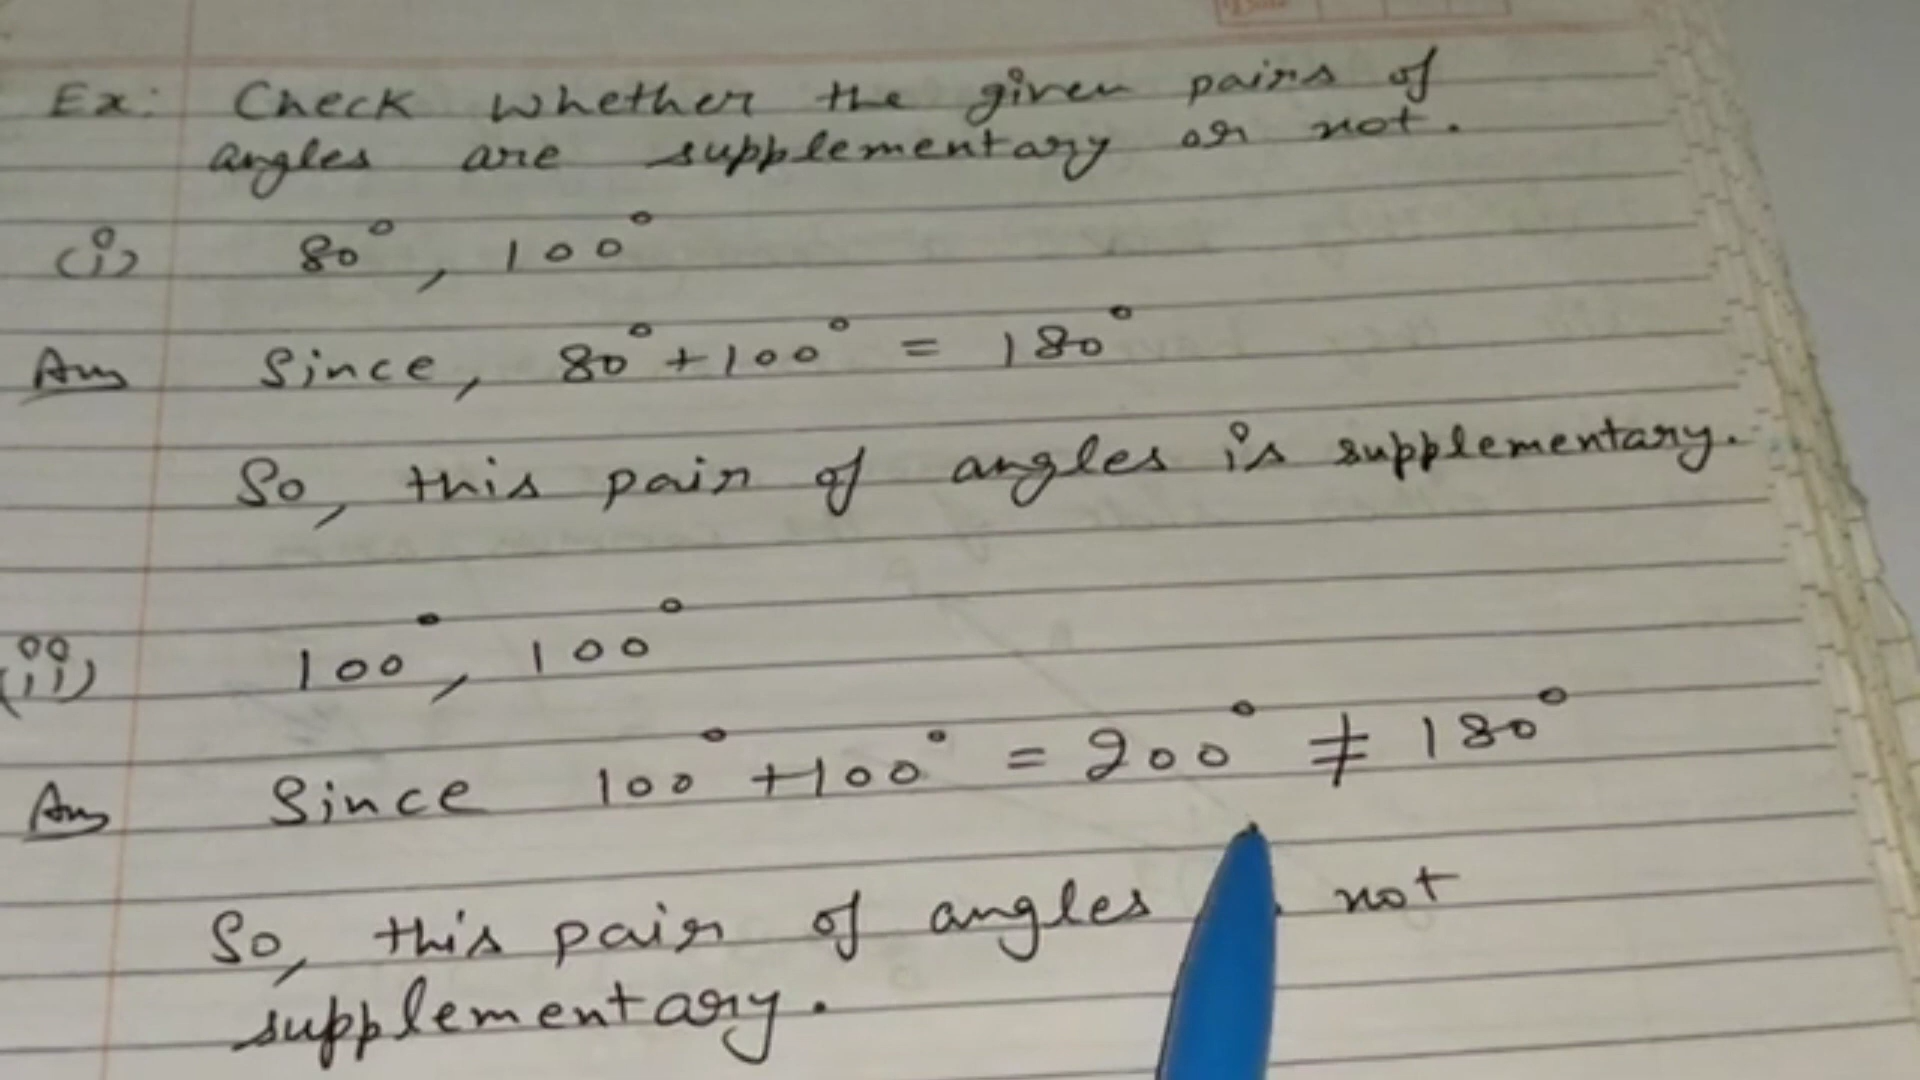 Ex: Check whether the given pairs of
angles are supplementary or not.
(i) 80°, 100°
Ans Since, 80° + 100° = 180°
So, this pair of angles is supplementary.
(ii) 100°, 100°
Ans Since 100° + 100° = 200° ≠ 180°
So, this pair of angles not
supplementary.